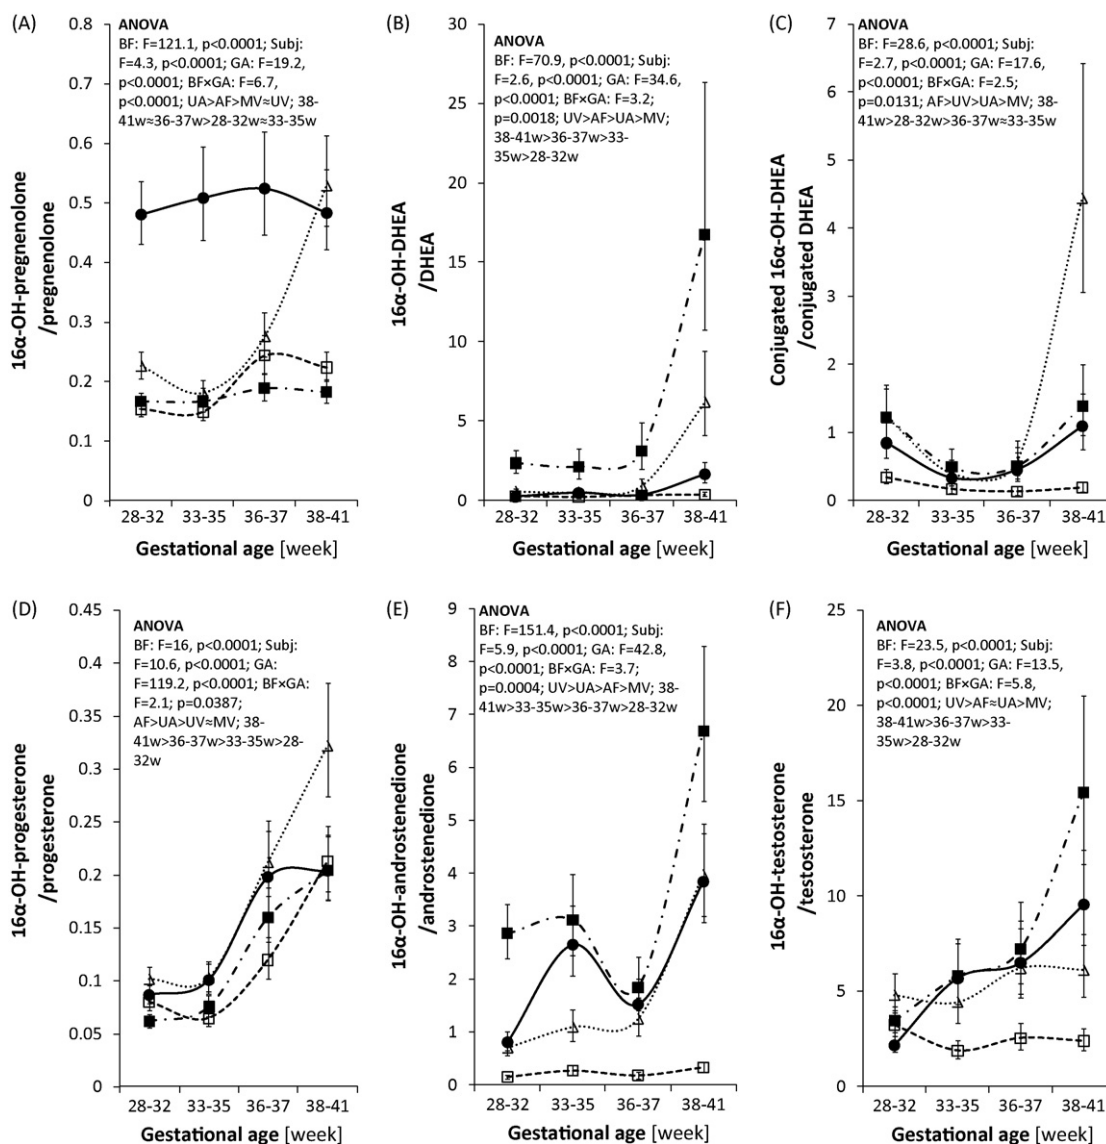 (A)
16α-OH-pregnenolone
/pregnenolone
0.8
0.7
0.6
0.5
0.4
0.3
0.2
0.1
0
ANOVA
BF: F=121.1, p<0.0001; Subj:
F=4.3, p<0.0001; GA: F=19.2,
p<0.0001; BF×GA: F=6.7,
p<0.0001; UA>AF>MV≈UV; 38-
41w≈36-37w>28-32w≈33-35w
28-32
33-35
36-37
38-41
Gestational age [week]
(B)
16α-OH-DHEA
/DHEA
30
25
20
15
10
5
0
ANOVA
BF: F=70.9, p<0.0001; Subj:
F=2.6, p<0.0001; GA: F=34.6,
p<0.0001; BF×GA: F=3.2;
p=0.0018; UV>AF>UA>MV;
38-41w>36-37w>33-
35w>28-32w
28-32
33-35
36-37
38-41
Gestational age [week]
(C)
Conjugated 16α-OH-DHEA
/conjugated DHEA
7
6
5
4
3
2
1
0
ANOVA
BF: F=28.6, p<0.0001; Subj:
F=2.7, p<0.0001; GA: F=17.6,
p<0.0001; BF×GA: F=2.5;
p=0.0131; AF>UV>UA>MV; 38-
41w>28-32w>36-37w≈33-35w
28-32
33-35
36-37
38-41
Gestational age [week]
(D)
16α-OH-progesterone
/progesterone
0.45
0.4
0.35
0.3
0.25
0.2
0.15
0.1
0.05
0
ANOVA
BF: F=16, p<0.0001; Subj:
F=10.6, p<0.0001; GA:
F=119.2, p<0.0001; BF×GA:
F=2.1; p=0.0387;
AF>UA>UV≈MV; 38-
41w>36-37w>33-35w>28-
32w
28-32
33-35
36-37
38-41
Gestational age [week]
(E)
16α-OH-androstenedione
/androstenedione
9
8
7
6
5
4
3
2
1
0
ANOVA
BF: F=151.4, p<0.0001; Subj:
F=5.9, p<0.0001; GA: F=42.8,
p<0.0001; BF×GA: F=3.7;
p=0.0004; UV>UA>AF>MV; 38-
41w>33-35w>36-37w>28-32w
28-32
33-35
36-37
38-41
Gestational age [week]
(F)
16α-OH-testosterone
/testosterone
25
20
15
10
5
0
ANOVA
BF: F=23.5, p<0.0001; Subj:
F=3.8, p<0.0001; GA: F=13.5,
p<0.0001; BF×GA: F=5.8,
p<0.0001; UV>AF≈UA>MV;
38-41w>36-37w>33-
35w>28-32w
28-32
33-35
36-37
38-41
Gestational age [week]